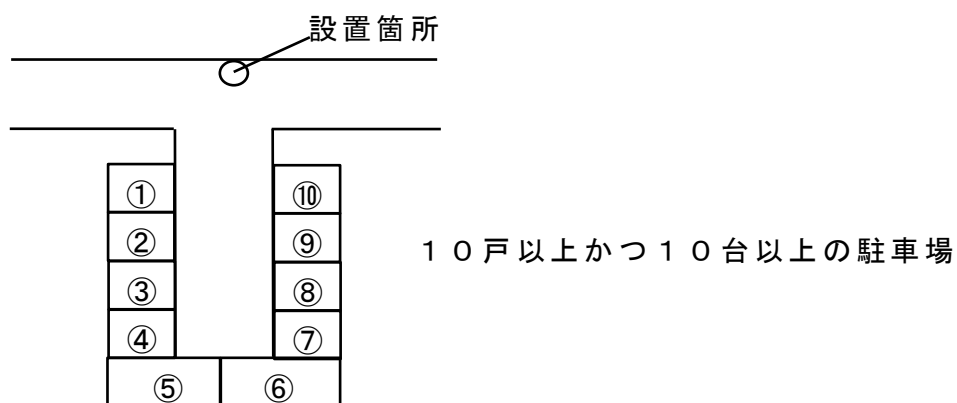 設置箇所
① ⑩
② ⑨
１０戸以上かつ１０台以上の駐車場
③ ⑧
④ ⑦
⑤ ⑥